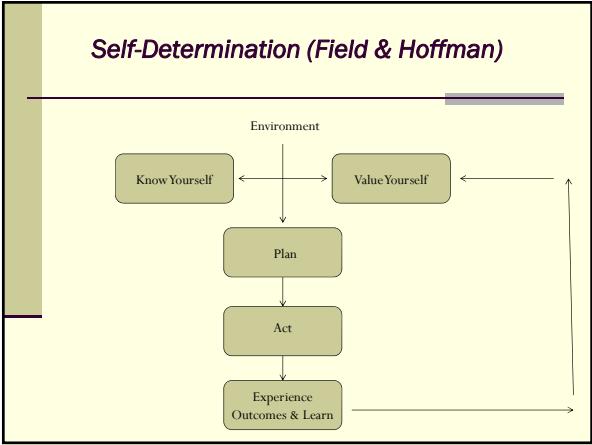 Self-Determination (Field & Hoffman)
Environment
Know Yourself
Value Yourself
Plan
Act
Experience
Outcomes & Learn